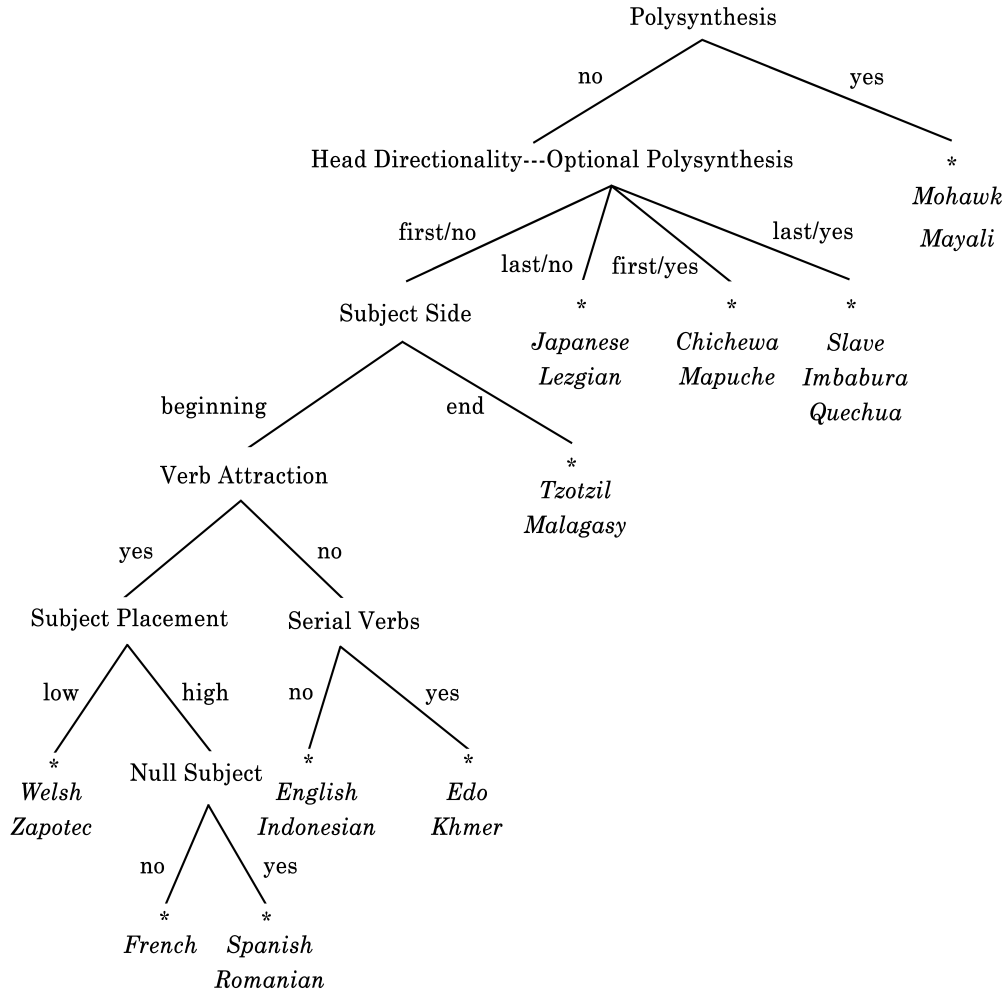 Polysynthesis
no
yes
Head Directionality---Optional Polysynthesis
*
Mohawk
Mayali
first/no
last/no
first/yes
last/yes
Subject Side
*
Japanese
Lezgian
*
Chichewa
Mapuche
*
Slave
Imbabura
Quechua
beginning
end
Verb Attraction
*
Tzotzil
Malagasy
yes
no
Subject Placement
Serial Verbs
low
high
no
yes
*
Welsh
Zapotec
Null Subject
*
English
Indonesian
*
Edo
Khmer
no
yes
*
French
*
Spanish
Romanian